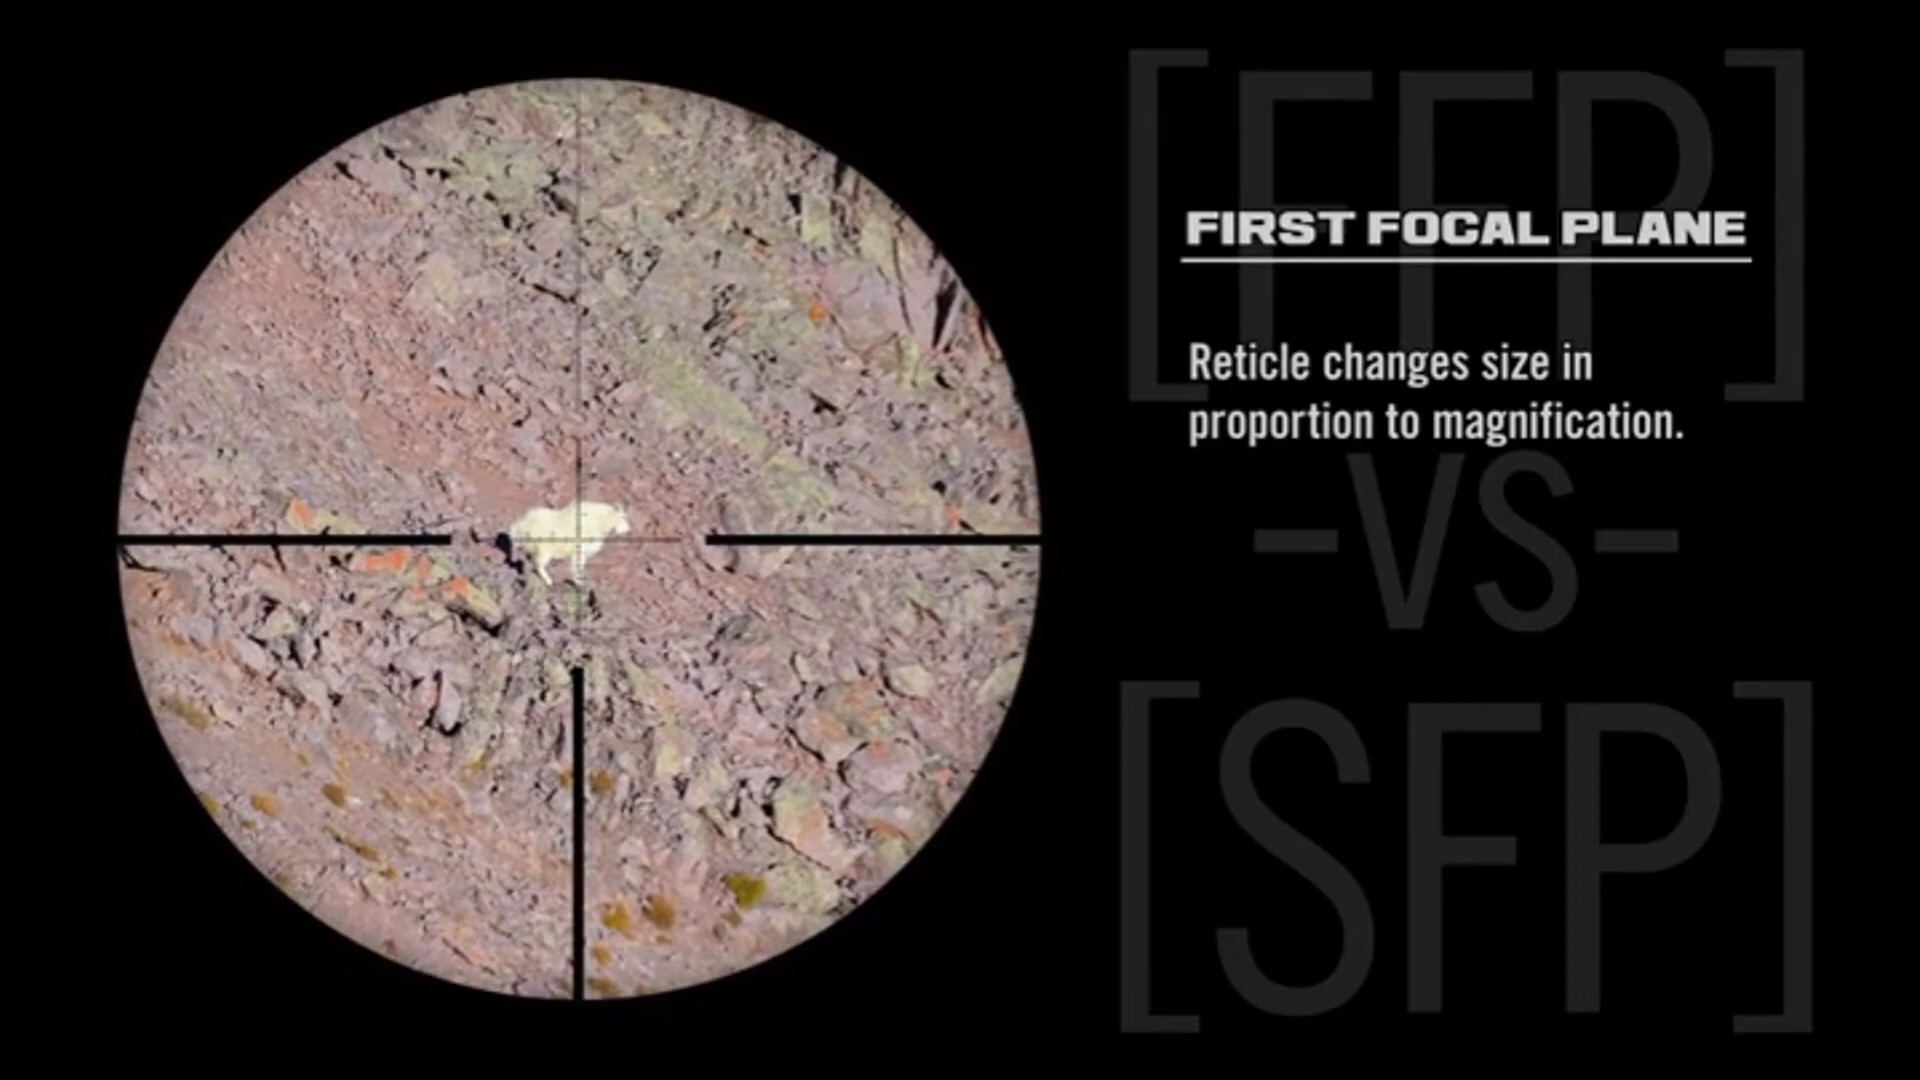 [FFP]
FIRST FOCAL PLANE
Reticle changes size in
proportion to magnification.
-VS-
[SFP]